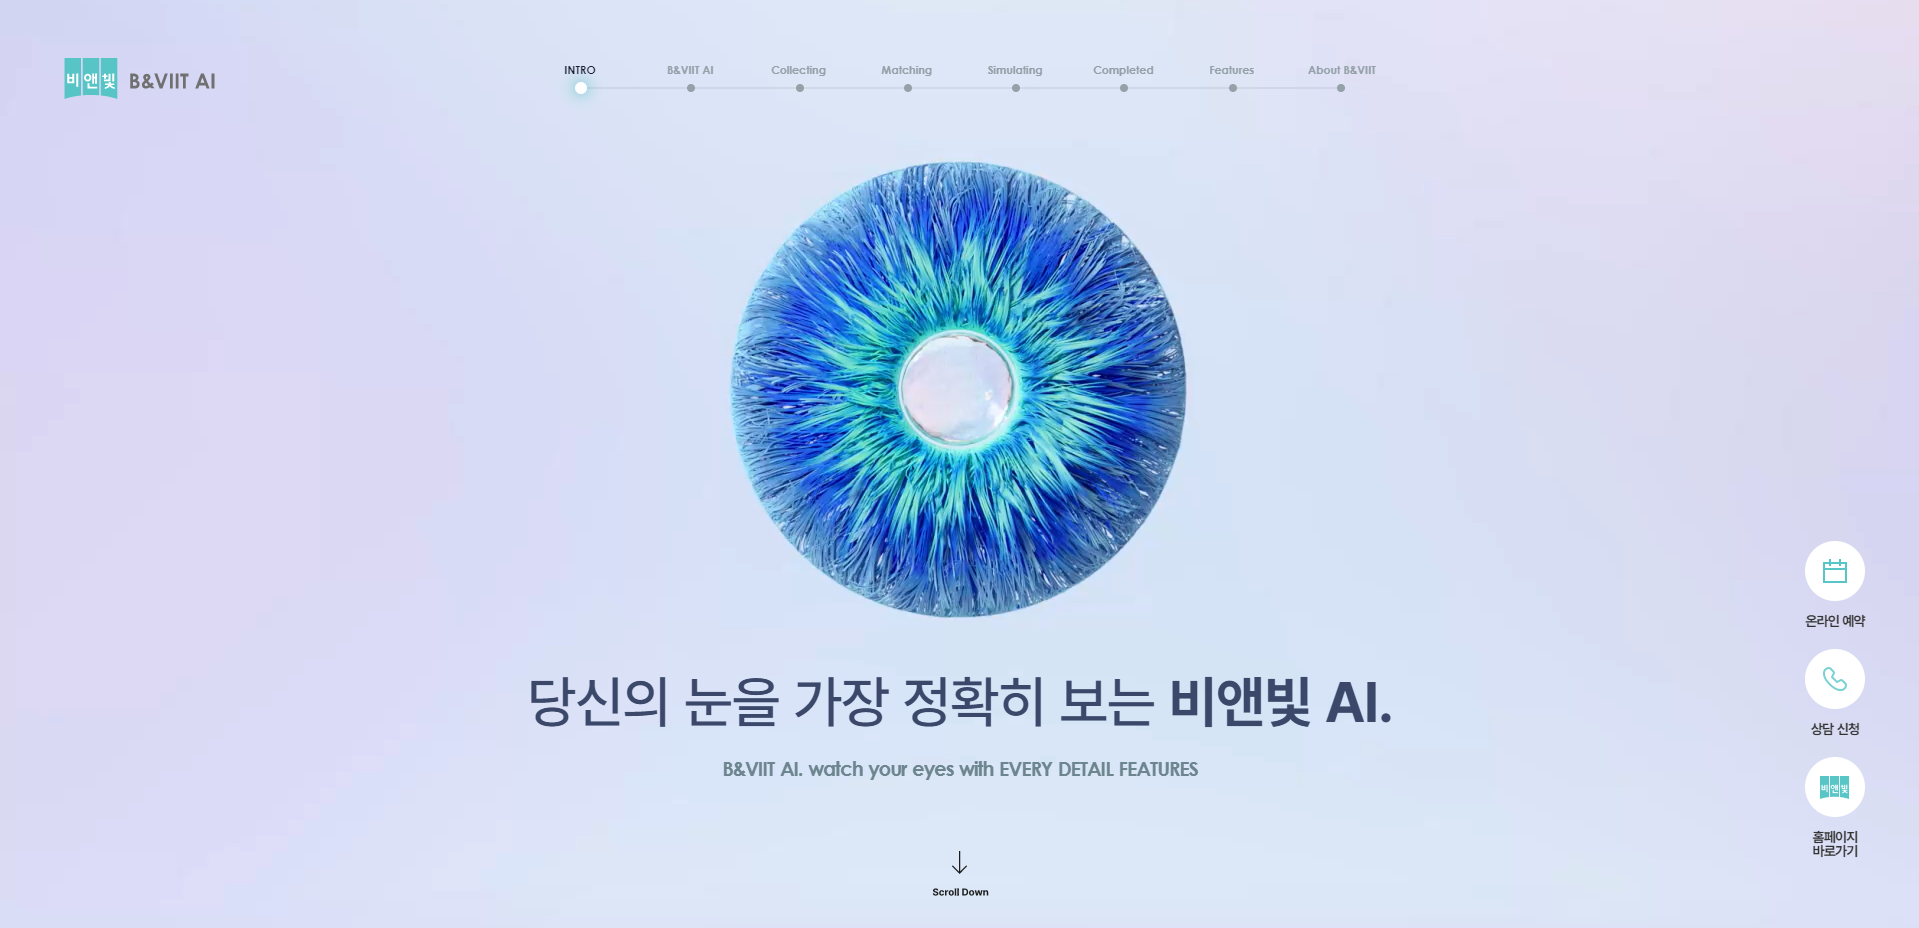 비앤빛 B&VIIT AI
INTRO
B&VIIT AI
Collecting
Matching
Simulating
Completed
Features
About B&VIIT
당신의 눈을 가장 정확히 보는 비앤빛 AI.
B&VIIT AI. watch your eyes with EVERY DETAIL FEATURES
Scroll Down
온라인 예약
상담 신청
비앤빛
홈페이지
바로가기